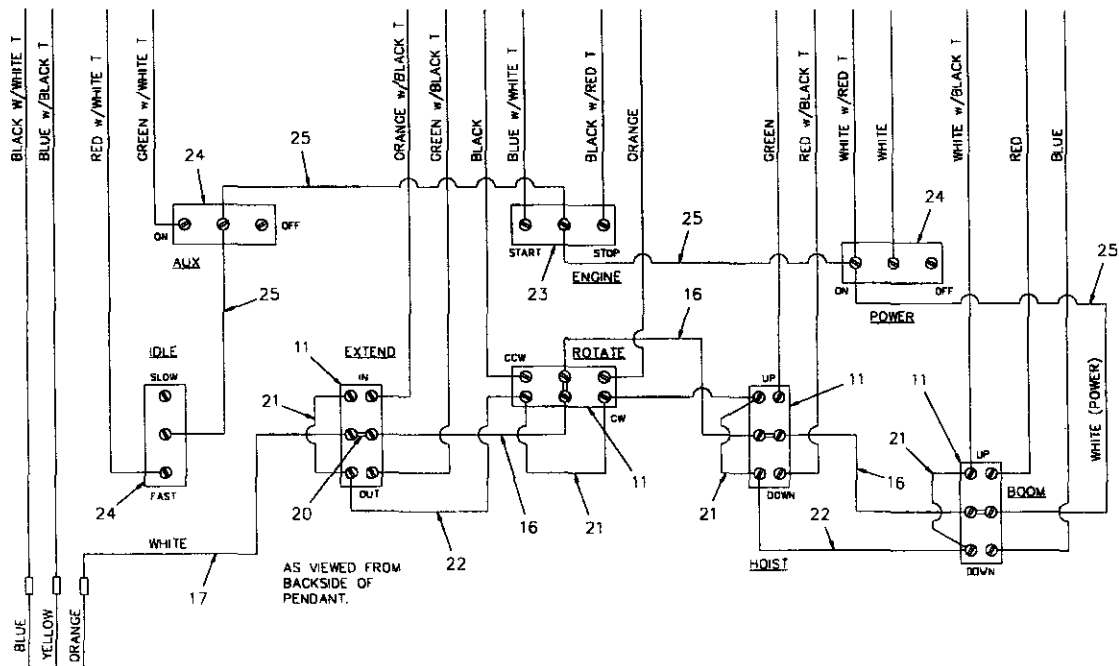 BLACK w/WHITE T
BLUE w/BLACK T
RED w/WHITE T
GREEN w/WHITE T
ORANGE w/BLACK T
GREEN w/BLACK T
BLACK
BLUE w/WHITE T
BLACK w/RED T
ORANGE
GREEN
RED w/BLACK T
WHITE w/RED T
WHITE
WHITE w/BLACK T
RED
BLUE
24
25
ON
OFF
AUX
START
STOP
23
ENGINE
25
24
ON
OFF
POWER
25
25
16
IDLE
SLOW
FAST
24
11
EXTEND
IN
OUT
21
20
CCW
ROTATE
CW
11
16
21
22
UP
11
21
DOWN
HOIST
16
22
11
21
UP
BOOM
DOWN
WHITE (POWER)
WHITE
17
AS VIEWED FROM
BACKSIDE OF
PENDANT.
BLUE
YELLOW
ORANGE